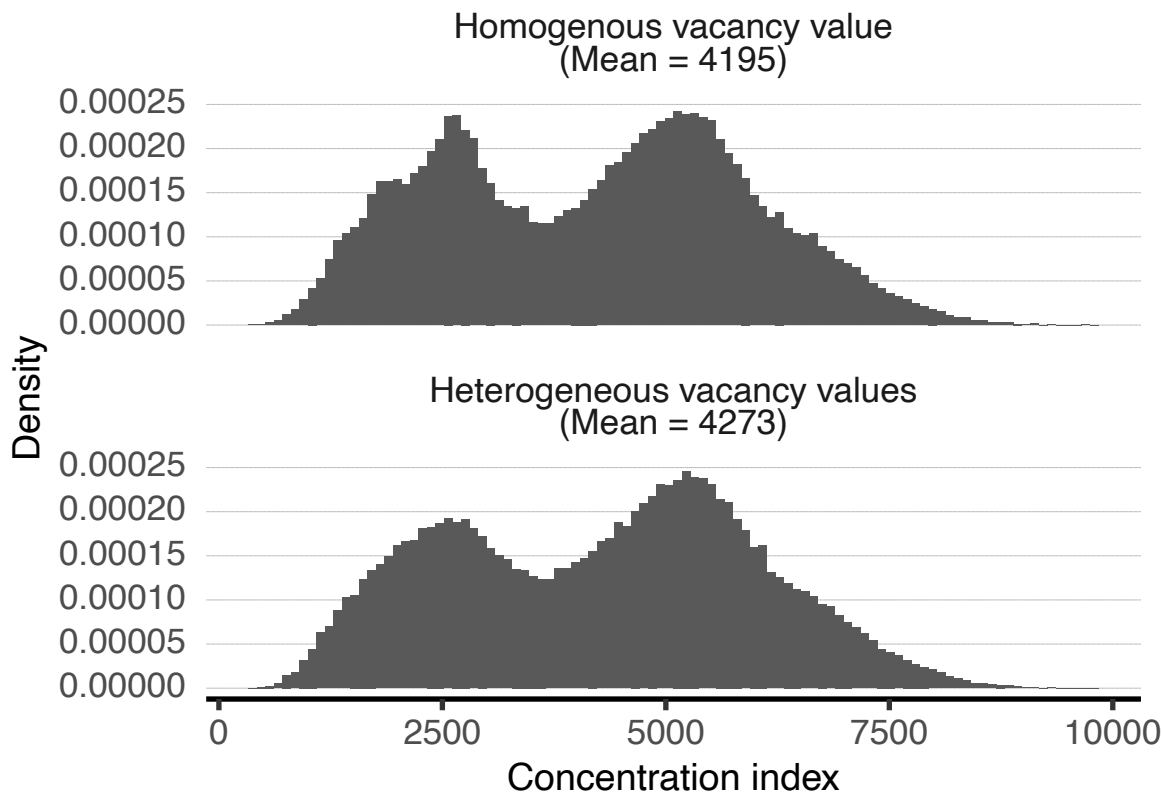 Homogenous vacancy value
(Mean = 4195)
0.00025
0.00020
0.00015
0.00010
0.00005
0.00000
Density
Heterogeneous vacancy values
(Mean = 4273)
0.00025
0.00020
0.00015
0.00010
0.00005
0.00000
0 2500 5000 7500 10000
Concentration index